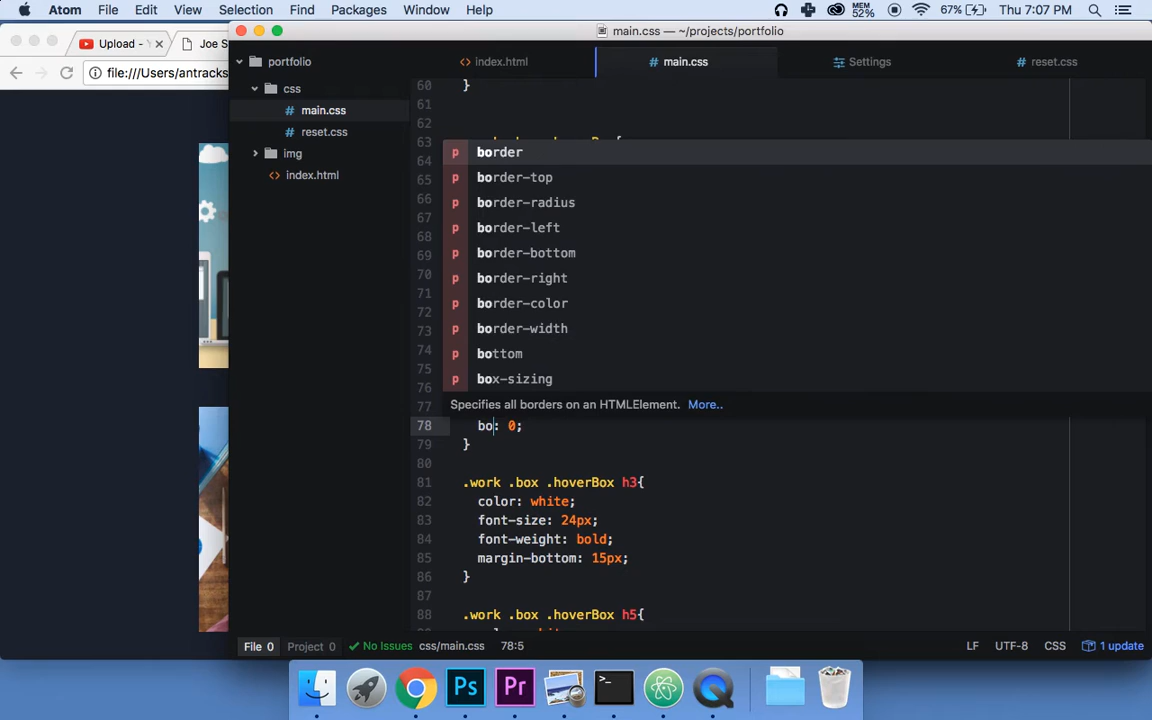 Atom File Edit View Selection Find Packages Window Help MEM 52% 67% Thu 7:07 PM
Upload - Joe S
file:///Users/antracks
main.css — ~/projects/portfolio
portfolio
css
main.css
reset.css
img
index.html
index.html main.css Settings reset.css
60 }
61
62
63
64
65
66
67
68
69
70
71
72
73
74
75
76
77
p border
p border-top
p border-radius
p border-left
p border-bottom
p border-right
p border-color
p border-width
p bottom
p box-sizing
Specifies all borders on an HTMLElement. More..
78 bo: 0;
79 }
80
81 .work .box .hoverBox h3{
82 color: white;
83 font-size: 24px;
84 font-weight: bold;
85 margin-bottom: 15px;
86 }
87
88 .work .box .hoverBox h5{
File 0 Project 0 No Issues css/main.css 78:5 LF UTF-8 CSS 1 update
Ps Pr >_